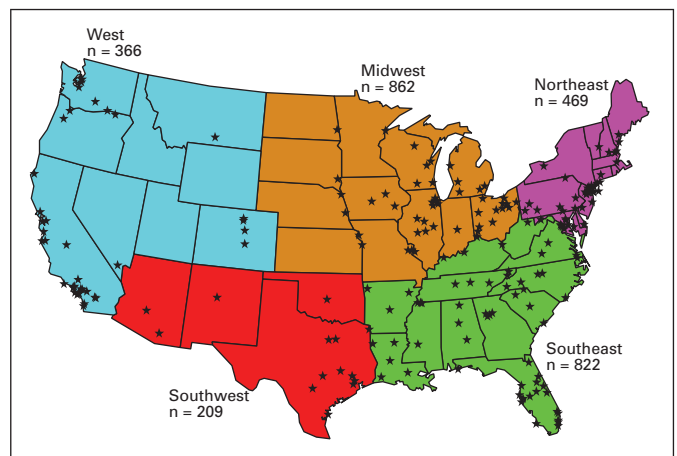 West
n = 366
Midwest
n = 862
Northeast
n = 469
Southeast
n = 822
Southwest
n = 209